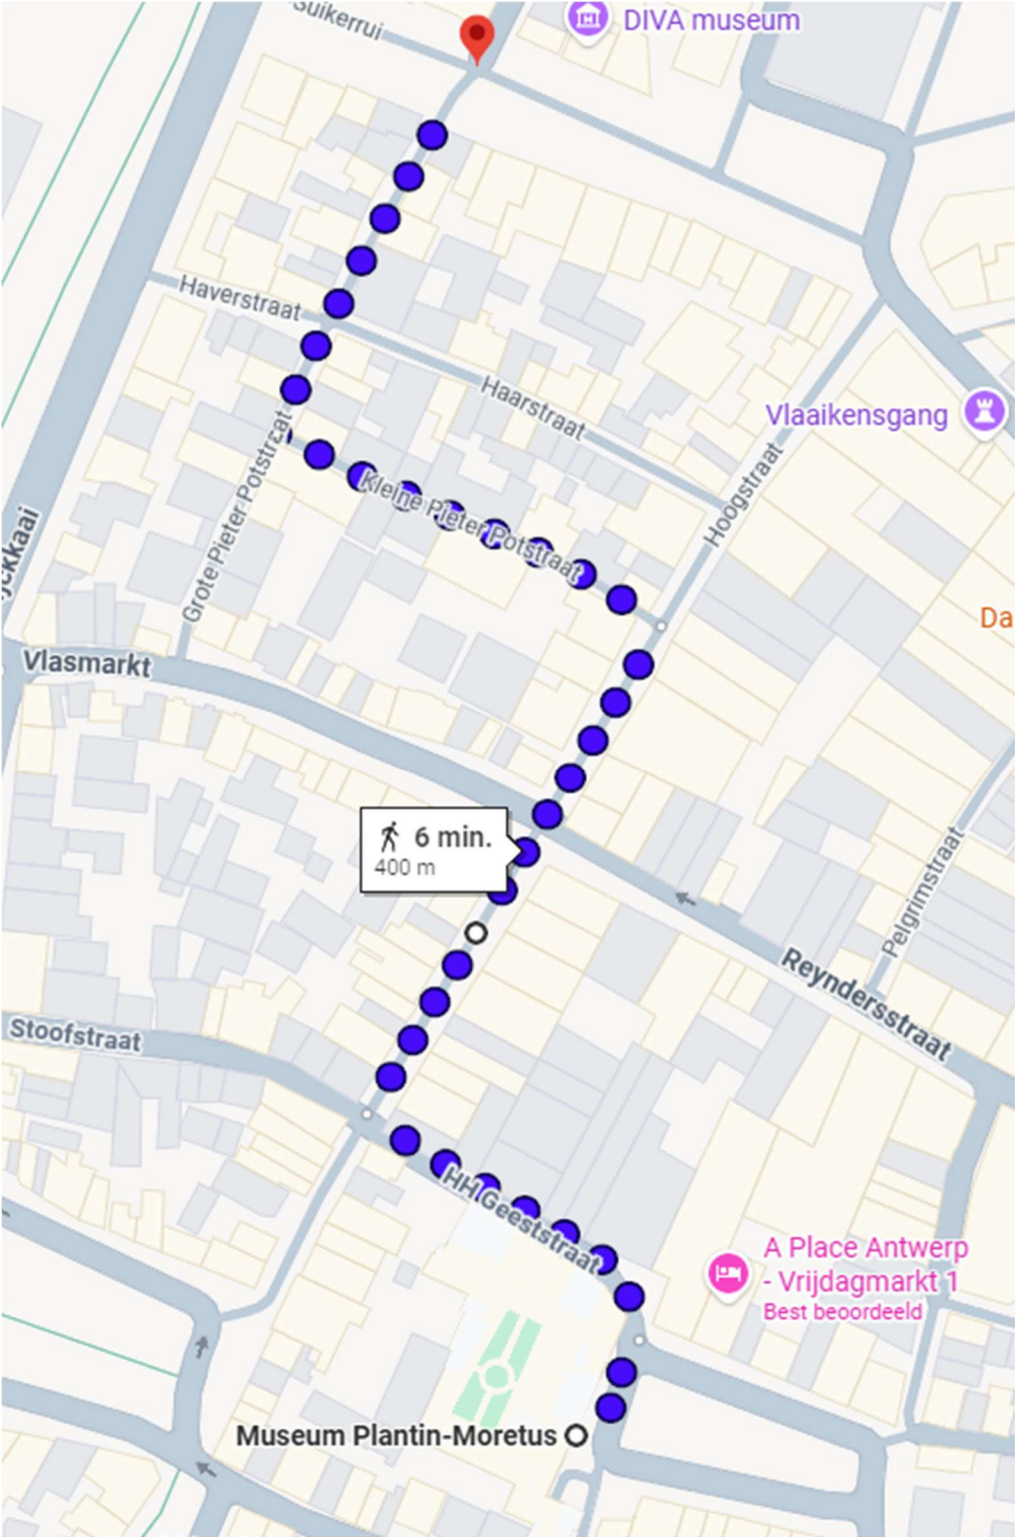 Suikerrui
DIVA museum
Haverstraat
Haarstraat
Vlaaikensgang
Hoogstraat
Kleine Pieter Potstraat
Grote Pieter Potstraat
Da
Vlasmarkt
6 min.
400 m
Pelgrimstraat
Reyndersstraat
Stoofstraat
HH Geeststraat
A Place Antwerp
- Vrijdagmarkt 1
Best beoordeeld
Museum Plantin-Moretus